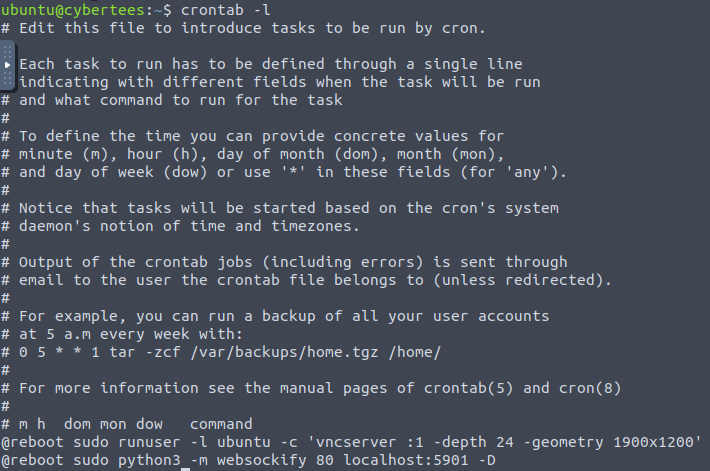 ubuntu@cybertees:~$ crontab -l
# Edit this file to introduce tasks to be run by cron.
Each task to run has to be defined through a single line
indicating with different fields when the task will be run
# and what command to run for the task
#
# To define the time you can provide concrete values for
# minute (m), hour (h), day of month (dom), month (mon),
# and day of week (dow) or use '*' in these fields (for 'any').
#
# Notice that tasks will be started based on the cron's system
# daemon's notion of time and timezones.
#
# Output of the crontab jobs (including errors) is sent through
# email to the user the crontab file belongs to (unless redirected).
#
# For example, you can run a backup of all your user accounts
# at 5 a.m every week with:
# 0 5 * * 1 tar -zcf /var/backups/home.tgz /home/
#
# For more information see the manual pages of crontab(5) and cron(8)
#
# m h  dom mon dow   command
@reboot sudo runuser -l ubuntu -c 'vncserver :1 -depth 24 -geometry 1900x1200'
@reboot sudo python3 -m websockify 80 localhost:5901 -D